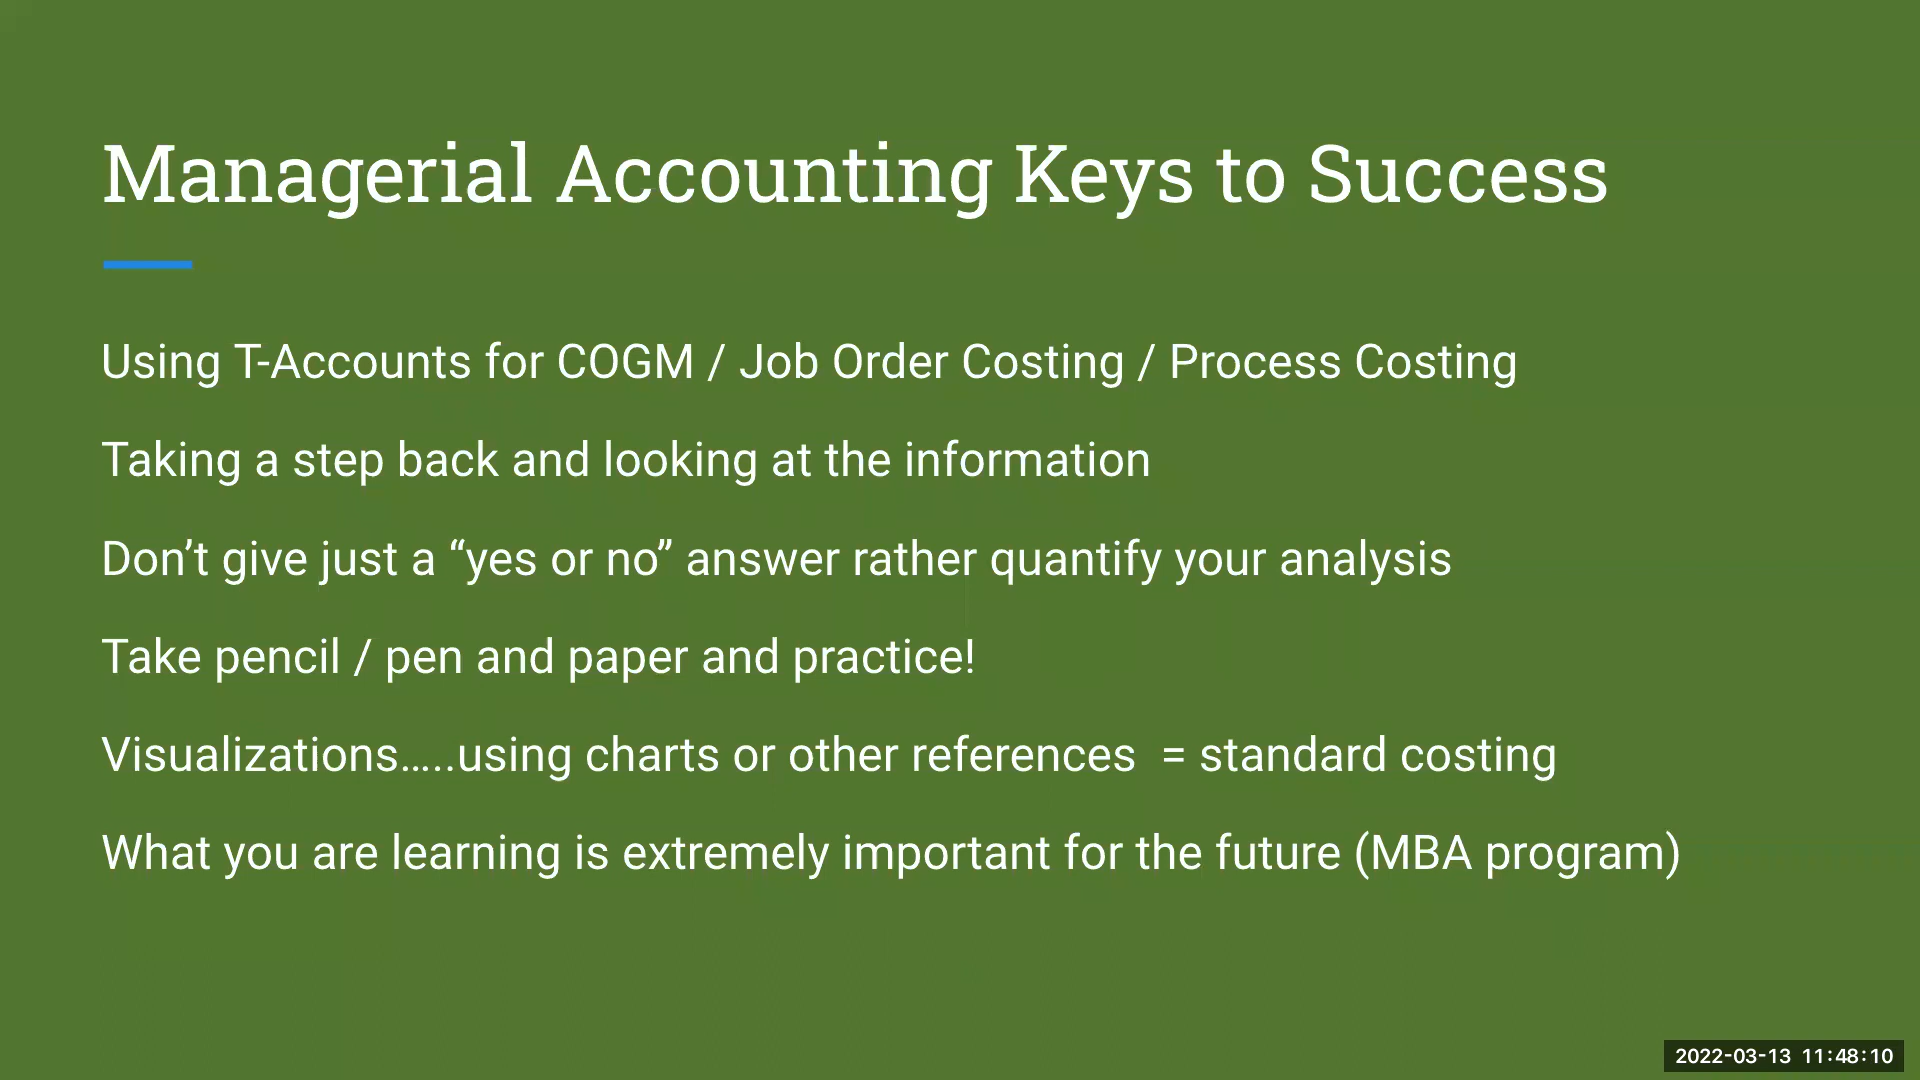 Managerial Accounting Keys to Success
Using T-Accounts for COGM / Job Order Costing / Process Costing
Taking a step back and looking at the information
Don’t give just a “yes or no” answer rather quantify your analysis
Take pencil / pen and paper and practice!
Visualizations…..using charts or other references  = standard costing
What you are learning is extremely important for the future (MBA program)
2022-03-13 11:48:10